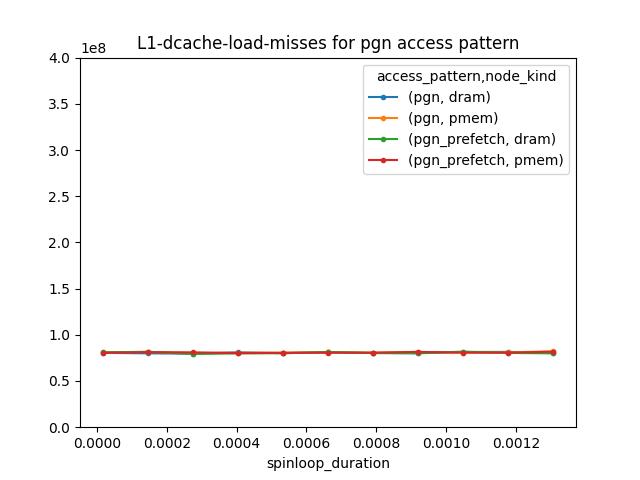 L1-dcache-load-misses for pgn access pattern
1e8
4.0
3.5
3.0
2.5
2.0
1.5
1.0
0.5
0.0
access_pattern,node_kind
(pgn, dram)
(pgn, pmem)
(pgn_prefetch, dram)
(pgn_prefetch, pmem)
0.0000 0.0002 0.0004 0.0006 0.0008 0.0010 0.0012
spinloop_duration